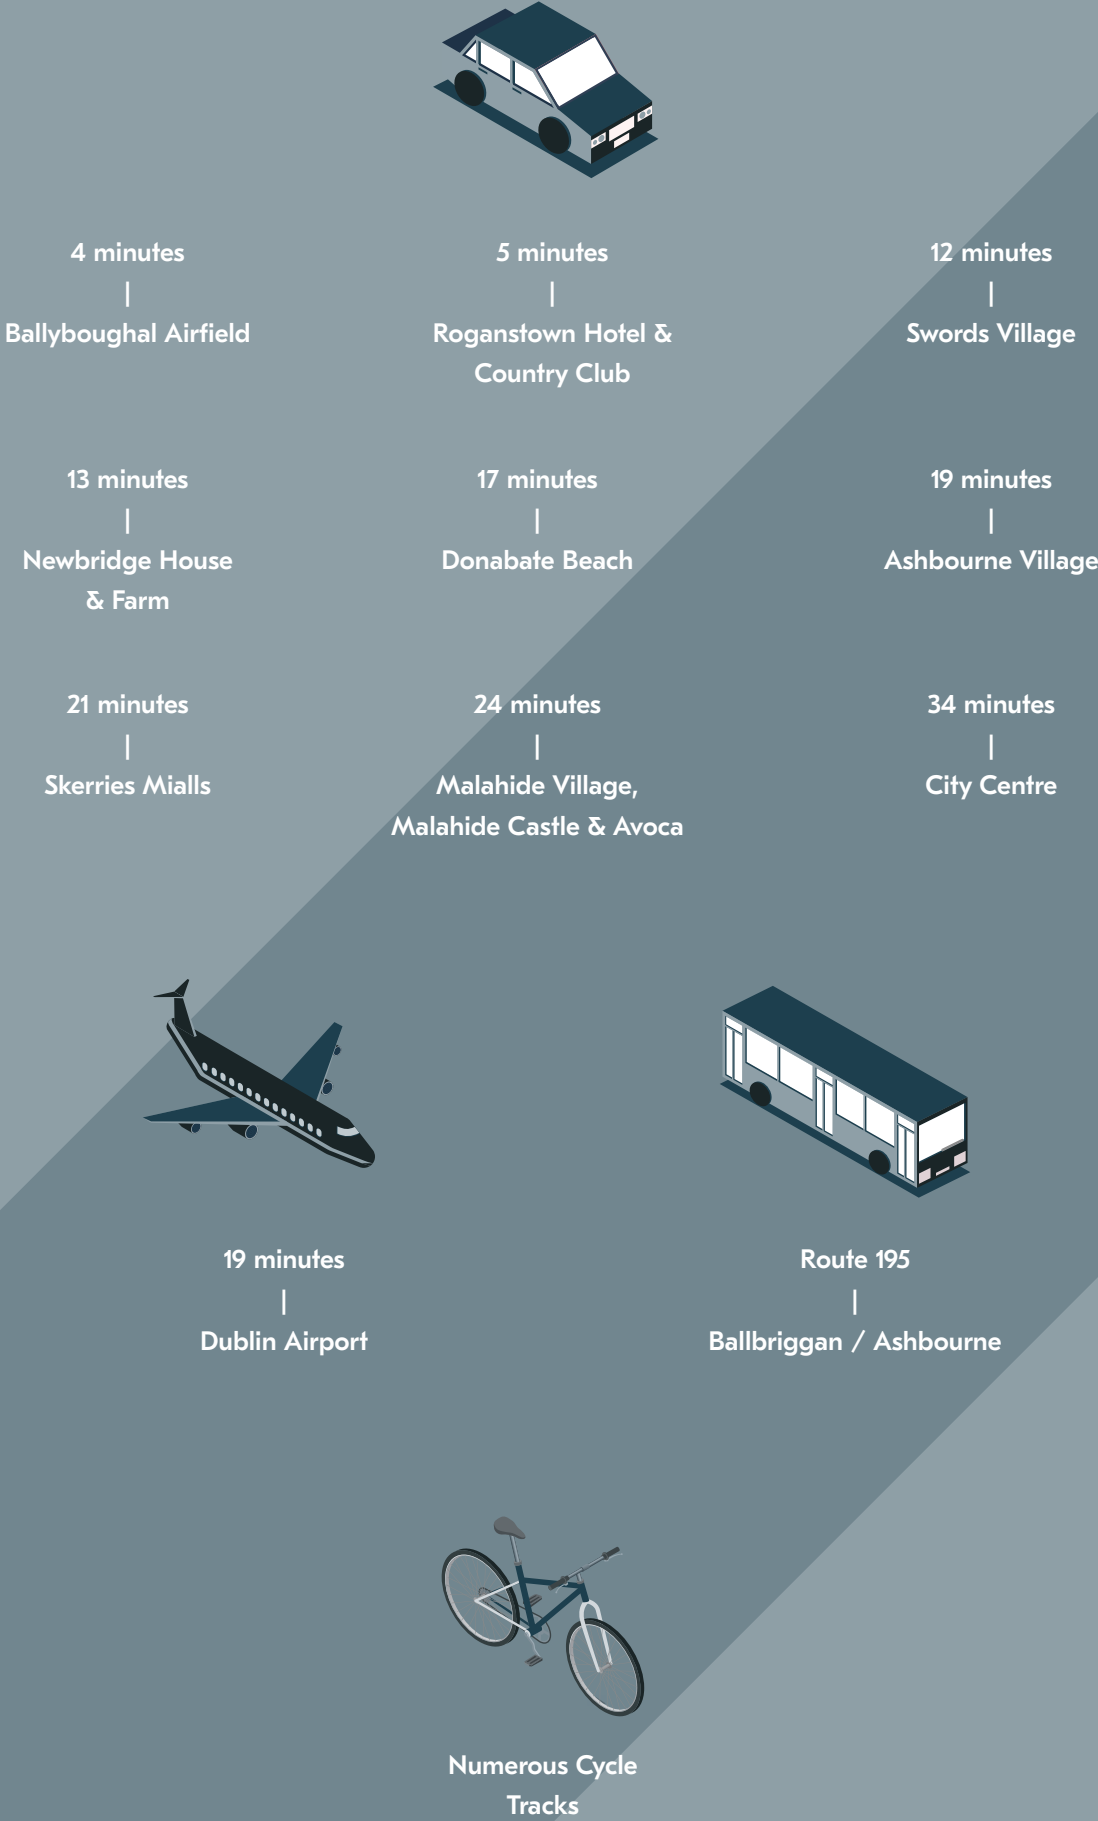 4 minutes
|
Ballyboughal Airfield
5 minutes
|
Roganstown Hotel &
Country Club
12 minutes
|
Swords Village
13 minutes
|
Newbridge House
& Farm
17 minutes
|
Donabate Beach
19 minutes
|
Ashbourne Village
21 minutes
|
Skerries Mialls
24 minutes
|
Malahide Village,
Malahide Castle & Avoca
34 minutes
|
City Centre
19 minutes
|
Dublin Airport
Route 195
|
Ballbriggan / Ashbourne
Numerous Cycle
Tracks